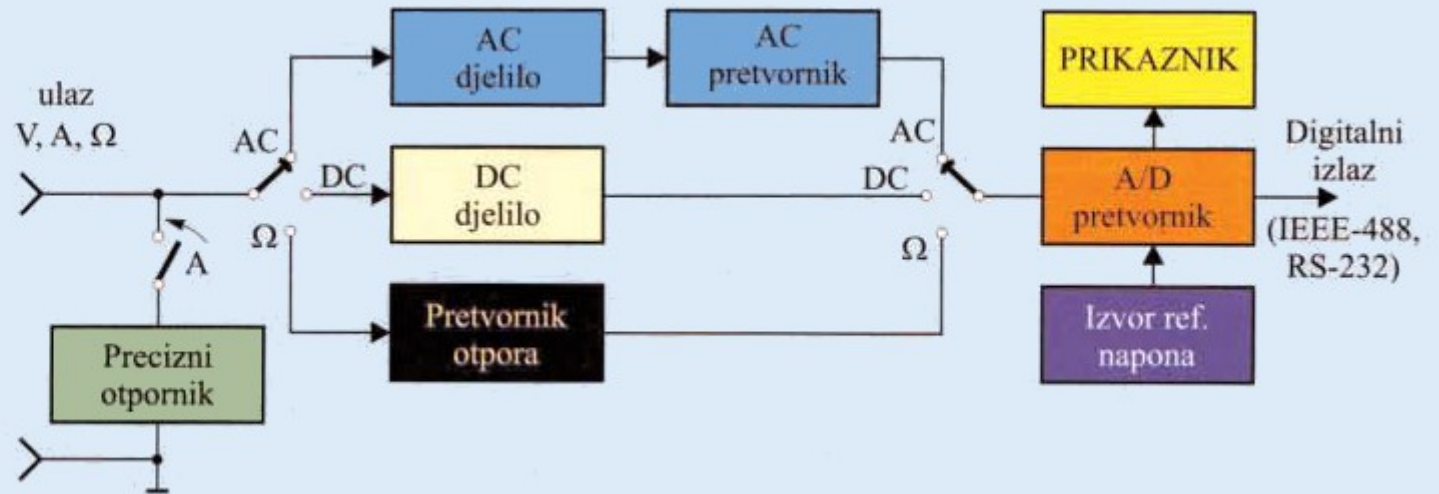 ulaz
V, A, Ω
A
Precizni
otpornik
AC
DC
Ω
AC
djelilo
AC
pretvornik
DC
djelilo
Pretvornik
otpora
AC
DC
Ω
PRIKAZNIK
A/D
pretvornik
Izvor ref.
napona
Digitalni
izlaz
(IEEE-488,
RS-232)